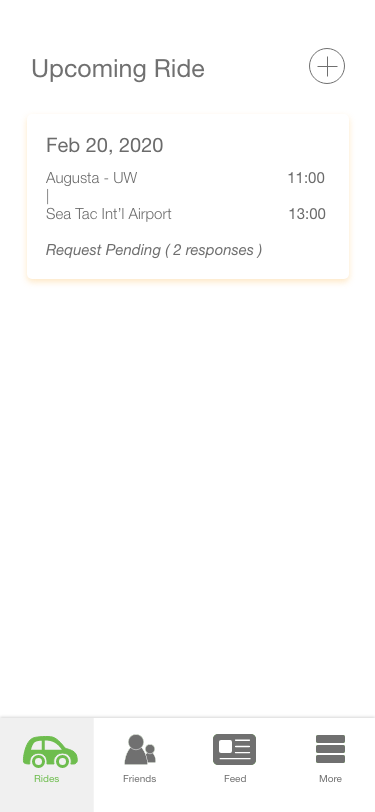 Upcoming Ride
Feb 20, 2020
Augusta - UW 11:00
|
Sea Tac Int'l Airport 13:00
Request Pending ( 2 responses )
Rides Friends Feed More